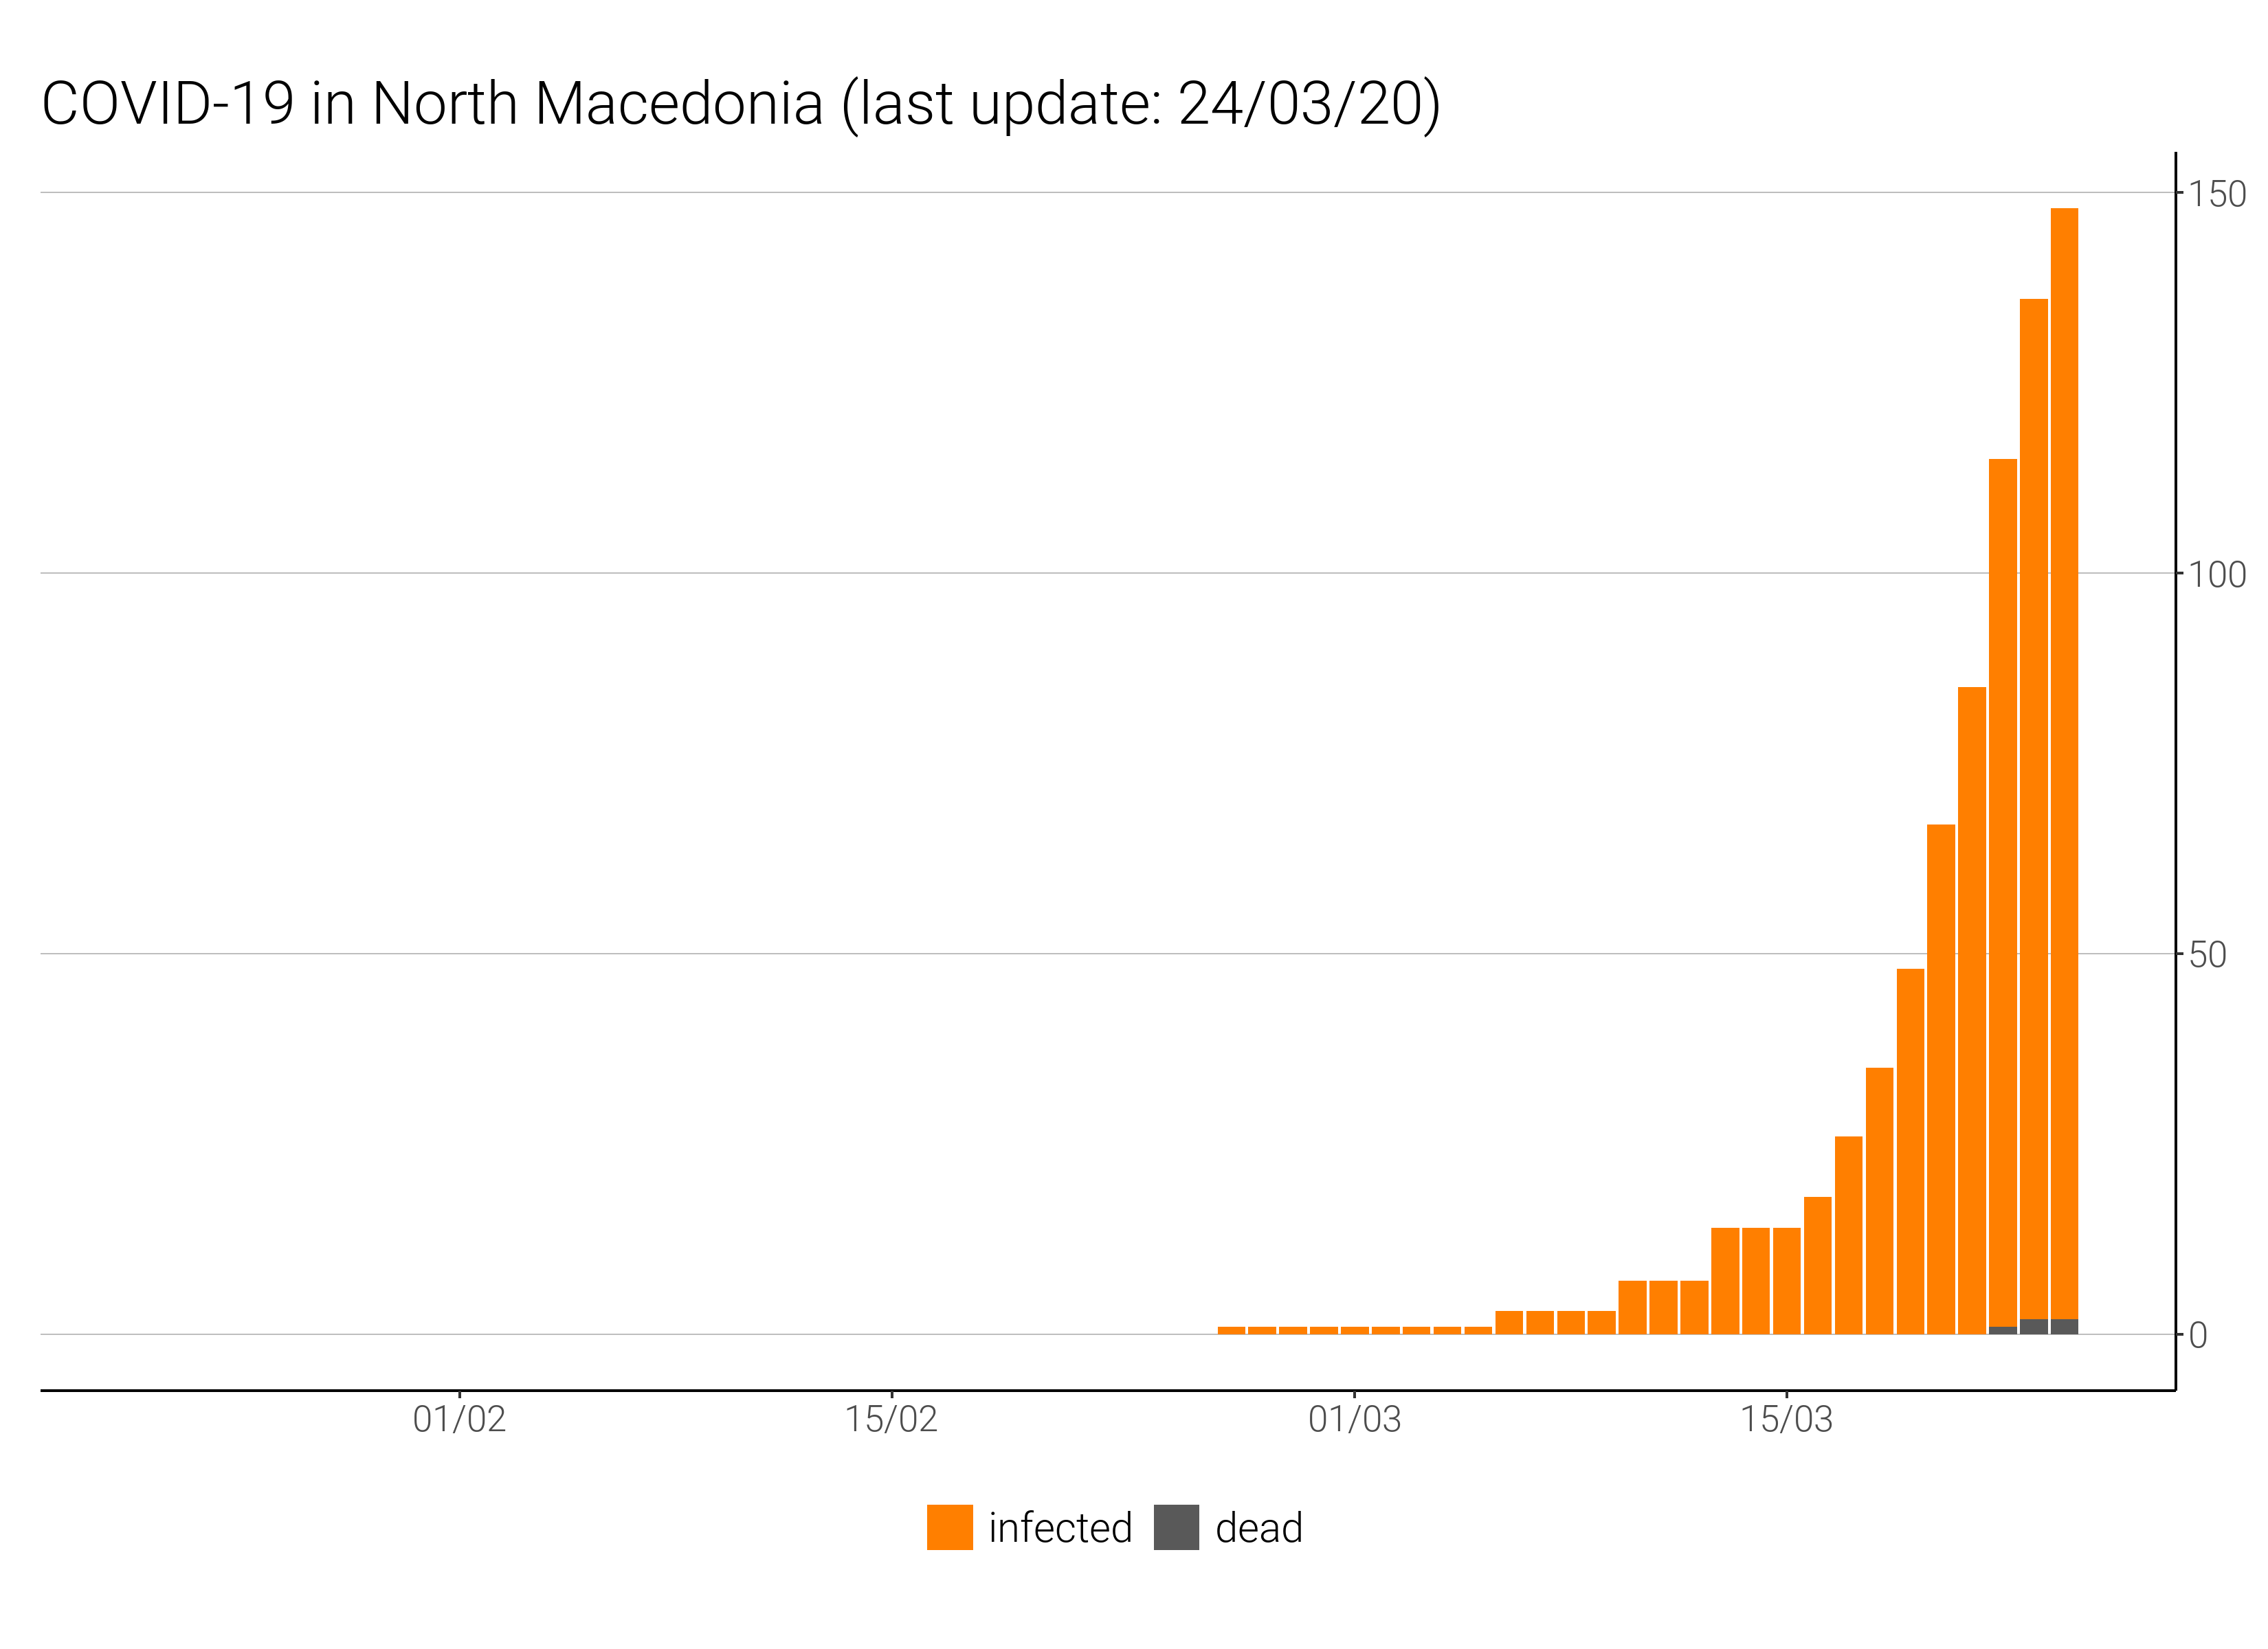 COVID-19 in North Macedonia (last update: 24/03/20)
150
100
50
0
01/02 15/02 01/03 15/03
infected dead